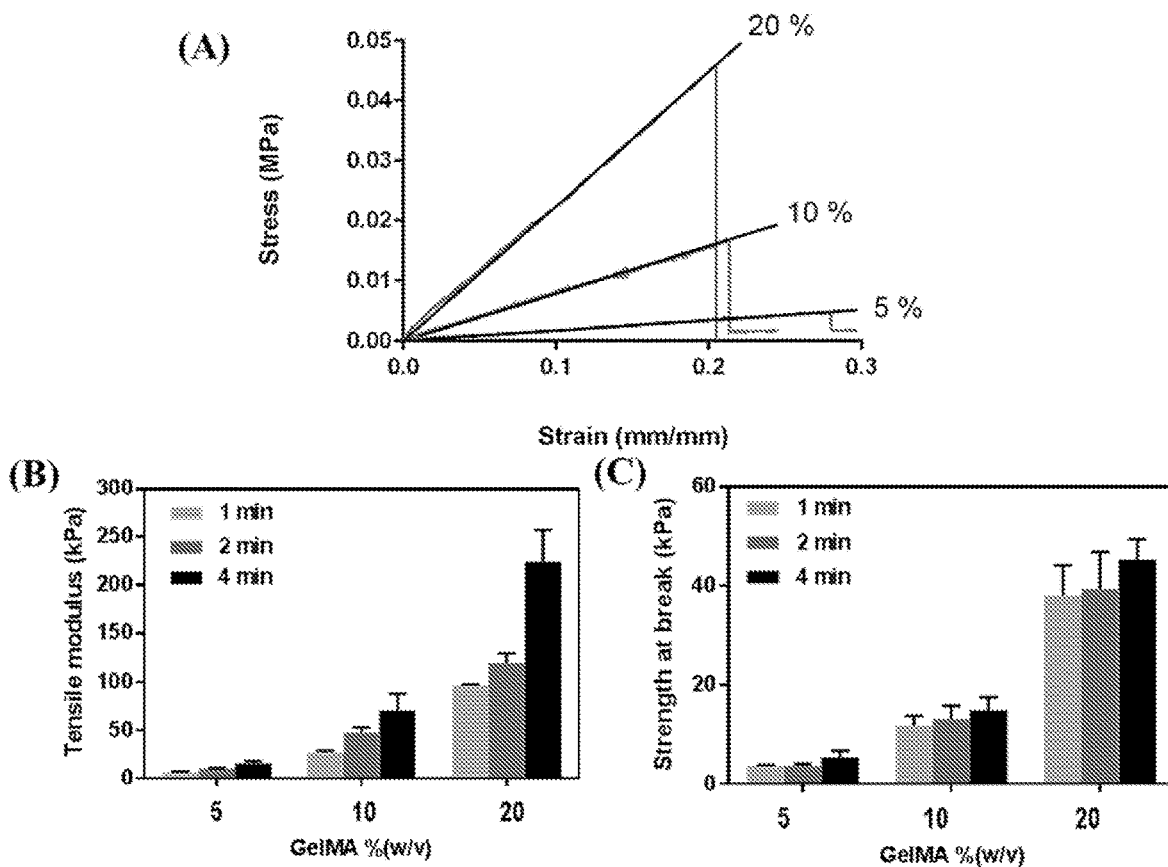 (A)
Stress (MPa)
0.05
0.04
0.03
0.02
0.01
0.00
20 %
10 %
5 %
0.0 0.1 0.2 0.3
Strain (mm/mm)
(B)
Tensile modulus (kPa)
300
250
200
150
100
50
0
1 min
2 min
4 min
5 10 20
GelMA %(w/v)
(C)
Strength at break (kPa)
60
40
20
0
1 min
2 min
4 min
5 10 20
GelMA %(w/v)